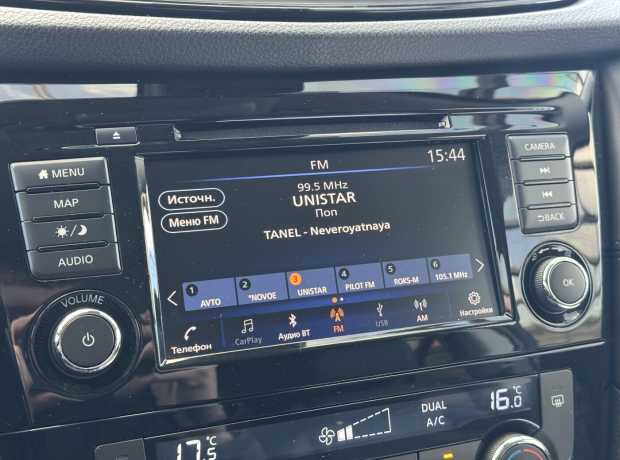 MENU
MAP
AUDIO
VOLUME
FM
15:44
99.5 MHz
UNISTAR
Поп
TANEL - Neveroyatnaya
Источн.
Меню FM
1 AVTO
2 *NOVOE
3 UNISTAR
4 PILOT FM
5 ROKS-M
6 105.1 MHz
Телефон
CarPlay
Аудио BT
FM
USB
AM
Настройки
CAMERA
BACK
OK
17.5°C
DUAL
A/C
16.0°C